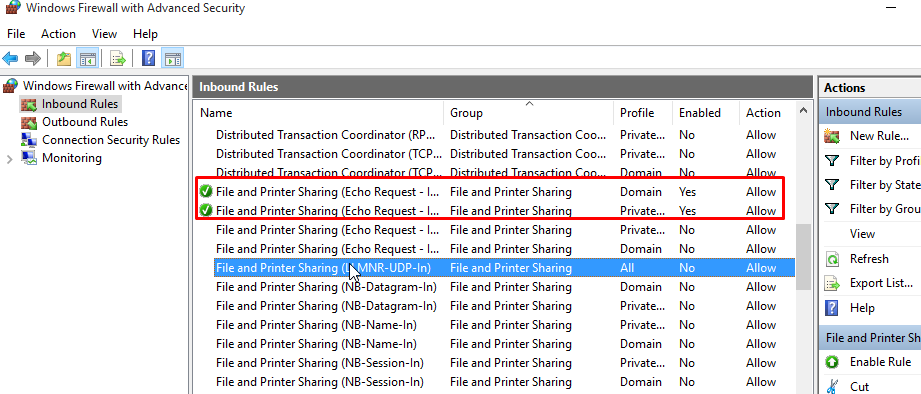 Windows Firewall with Advanced Security
File Action View Help
Windows Firewall with Advance
Inbound Rules
Outbound Rules
Connection Security Rules
Monitoring
Inbound Rules
Name Group Profile Enabled Action
Distributed Transaction Coordinator (RP... Distributed Transaction Coo... Private... No Allow
Distributed Transaction Coordinator (TCP... Distributed Transaction Coo... Private... No Allow
Distributed Transaction Coordinator (TCP... Distributed Transaction Coo... Domain No Allow
File and Printer Sharing (Echo Request - I... File and Printer Sharing Domain Yes Allow
File and Printer Sharing (Echo Request - I... File and Printer Sharing Private... Yes Allow
File and Printer Sharing (Echo Request - I... File and Printer Sharing Private... No Allow
File and Printer Sharing (Echo Request - I... File and Printer Sharing Domain No Allow
File and Printer Sharing (LLMNR-UDP-In) File and Printer Sharing All No Allow
File and Printer Sharing (NB-Datagram-In) File and Printer Sharing Domain No Allow
File and Printer Sharing (NB-Datagram-In) File and Printer Sharing Private... No Allow
File and Printer Sharing (NB-Name-In) File and Printer Sharing Private... No Allow
File and Printer Sharing (NB-Name-In) File and Printer Sharing Domain No Allow
File and Printer Sharing (NB-Session-In) File and Printer Sharing Private... No Allow
File and Printer Sharing (NB-Session-In) File and Printer Sharing Domain No Allow
Actions
Inbound Rules
New Rule...
Filter by Profi
Filter by State
Filter by Grou
View
Refresh
Export List...
Help
File and Printer Sh
Enable Rule
Cut